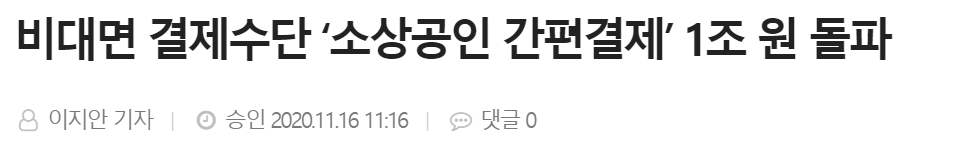 비대면 결제수단 ‘소상공인 간편결제’ 1조 원 돌파
이지안 기자 승인 2020.11.16 11:16 댓글 0